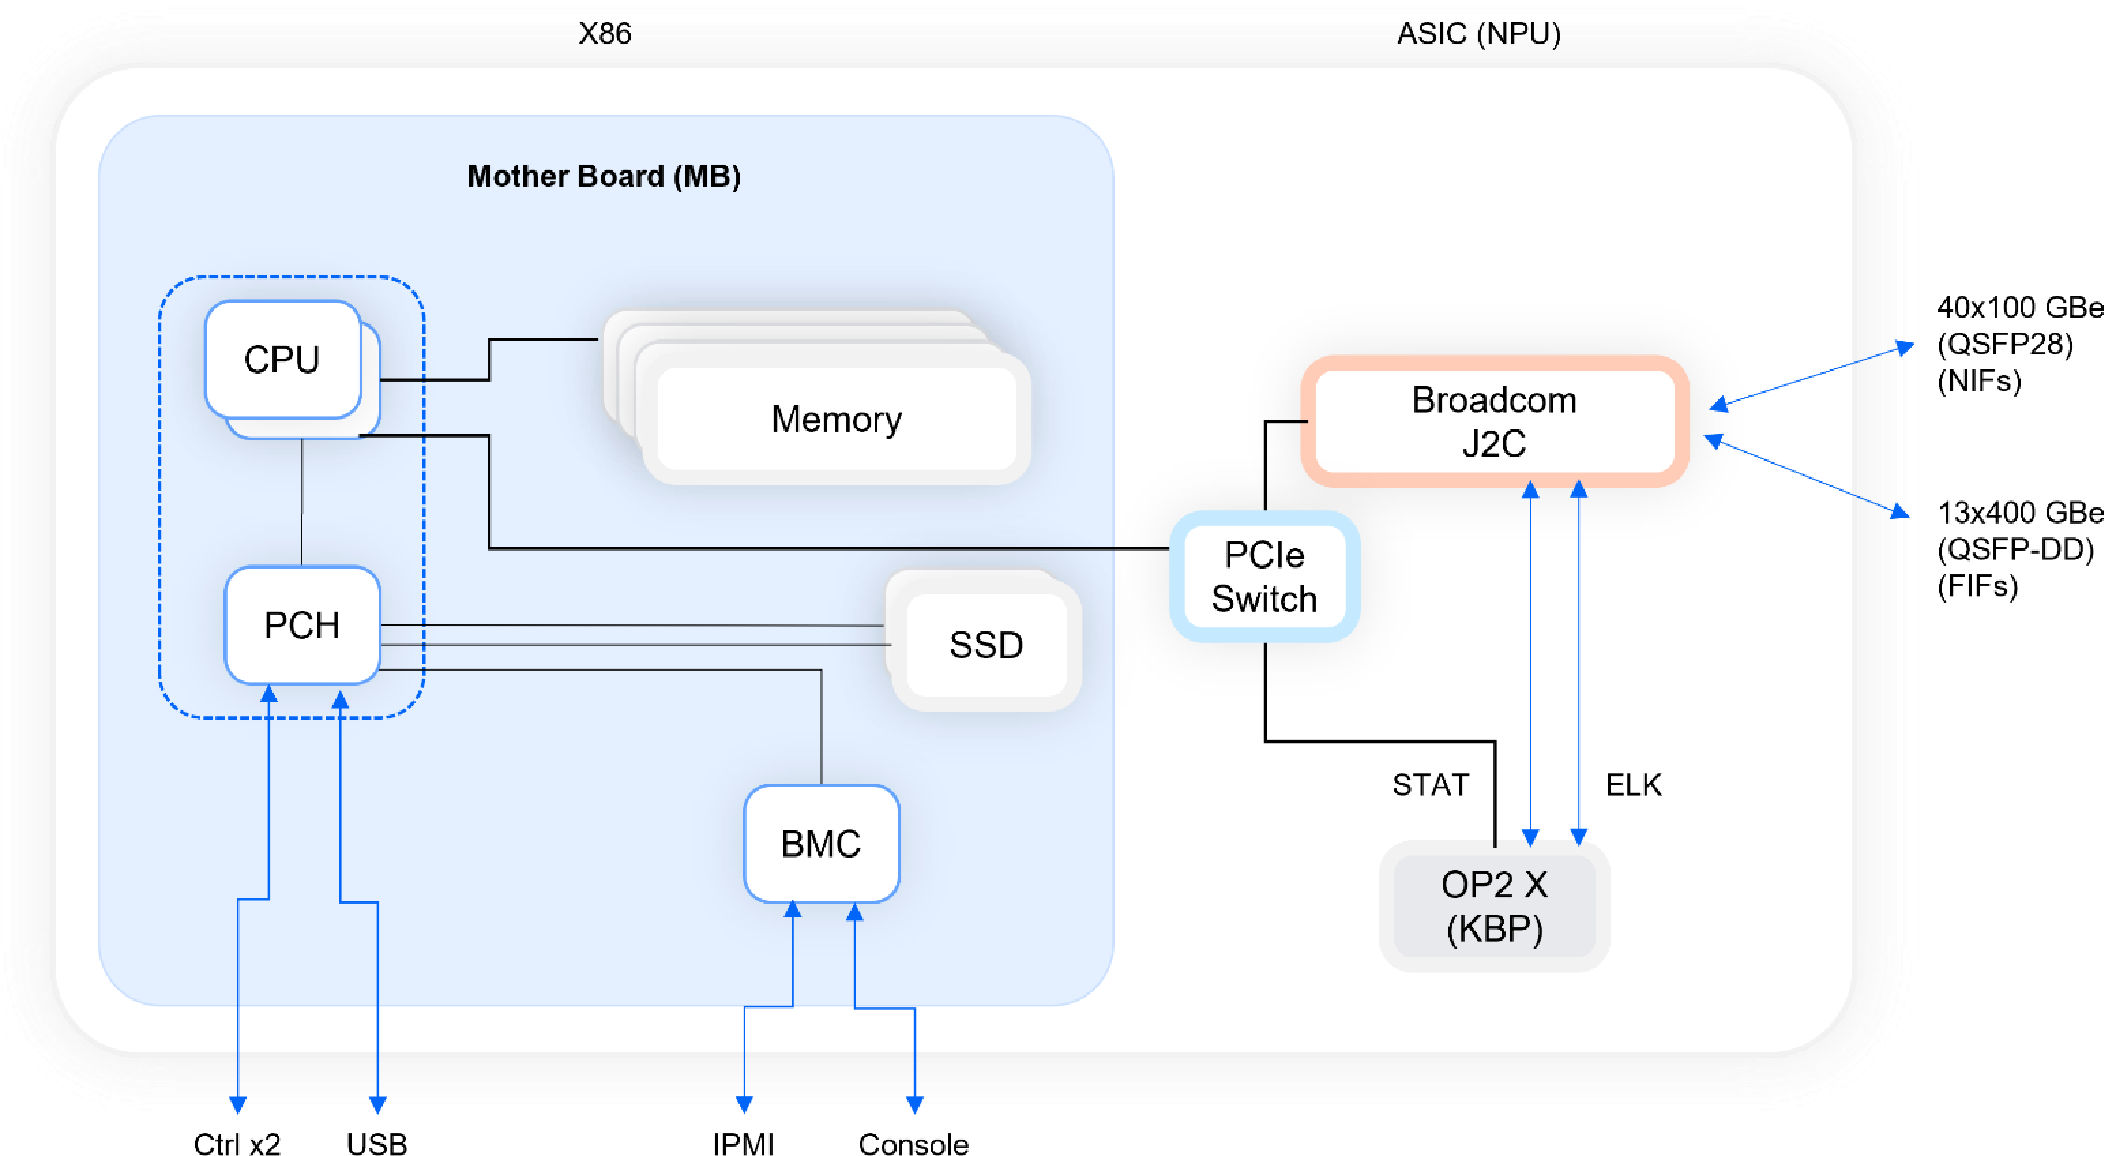 X86
ASIC (NPU)
Mother Board (MB)
CPU
Memory
PCH
SSD
BMC
PCIe
Switch
Broadcom
J2C
40x100 GBe
(QSFP28)
(NIFs)
13x400 GBe
(QSFP-DD)
(FIFs)
STAT
ELK
OP2 X
(KBP)
Ctrl x2
USB
IPMI
Console